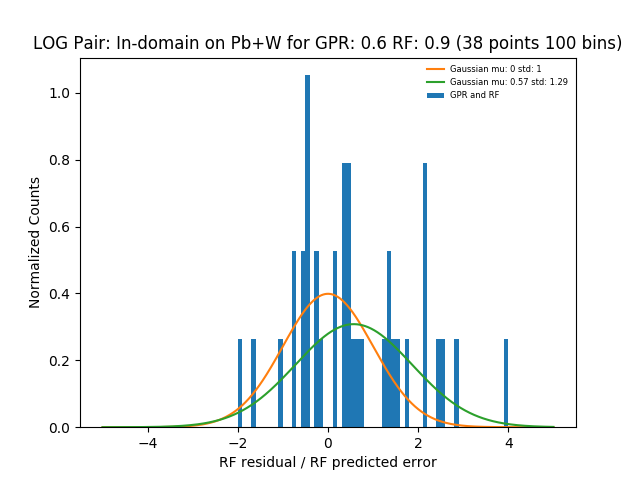 LOG Pair: In-domain on Pb+W for GPR: 0.6 RF: 0.9 (38 points 100 bins)
Gaussian mu: 0 std: 1
Gaussian mu: 0.57 std: 1.29
GPR and RF
Normalized Counts
1.0
0.8
0.6
0.4
0.2
0.0
−4 −2 0 2 4
RF residual / RF predicted error